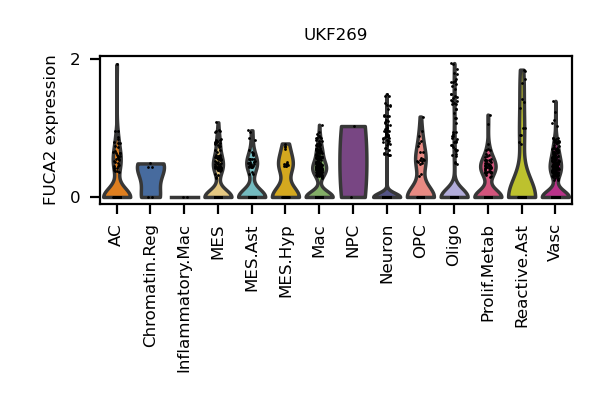 UKF269
FUCA2 expression
2
0
AC
Chromatin.Reg
Inflammatory.Mac
MES
MES.Ast
MES.Hyp
Mac
NPC
Neuron
OPC
Oligo
Prolif.Metab
Reactive.Ast
Vasc